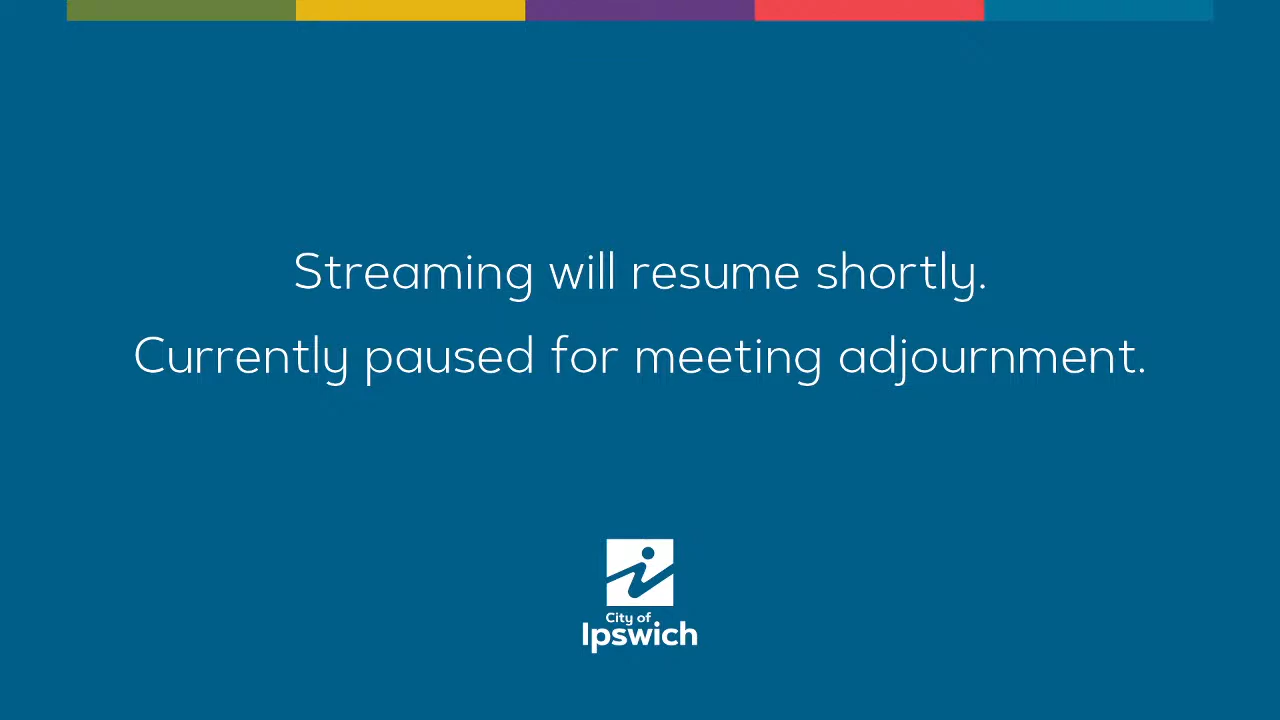 Streaming will resume shortly.
Currently paused for meeting adjournment.
City of
Ipswich